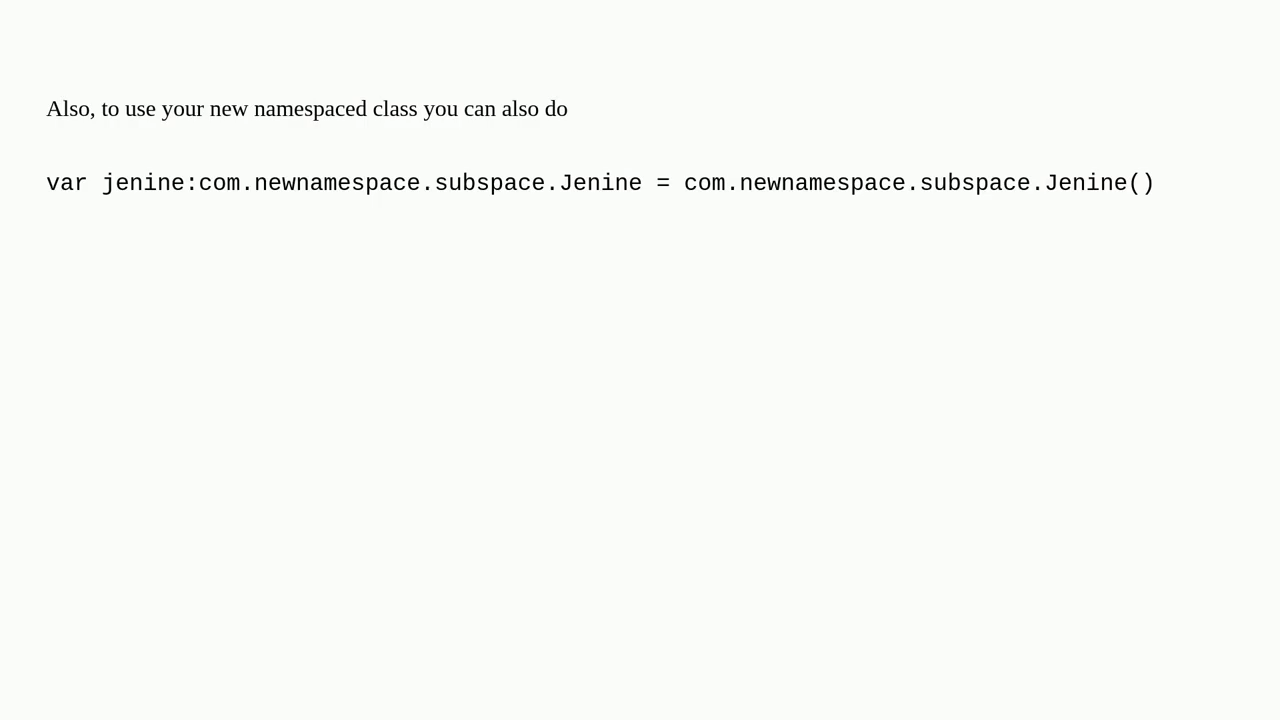 Also, to use your new namespaced class you can also do
var jenine:com.newnamespace.subspace.Jenine = com.newnamespace.subspace.Jenine()